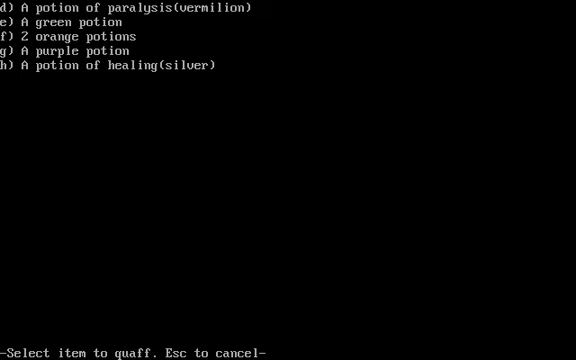 d) A potion of paralysis(vermilion)
e) A green potion
f) 2 orange potions
g) A purple potion
h) A potion of healing(silver)
-Select item to quaff. Esc to cancel-